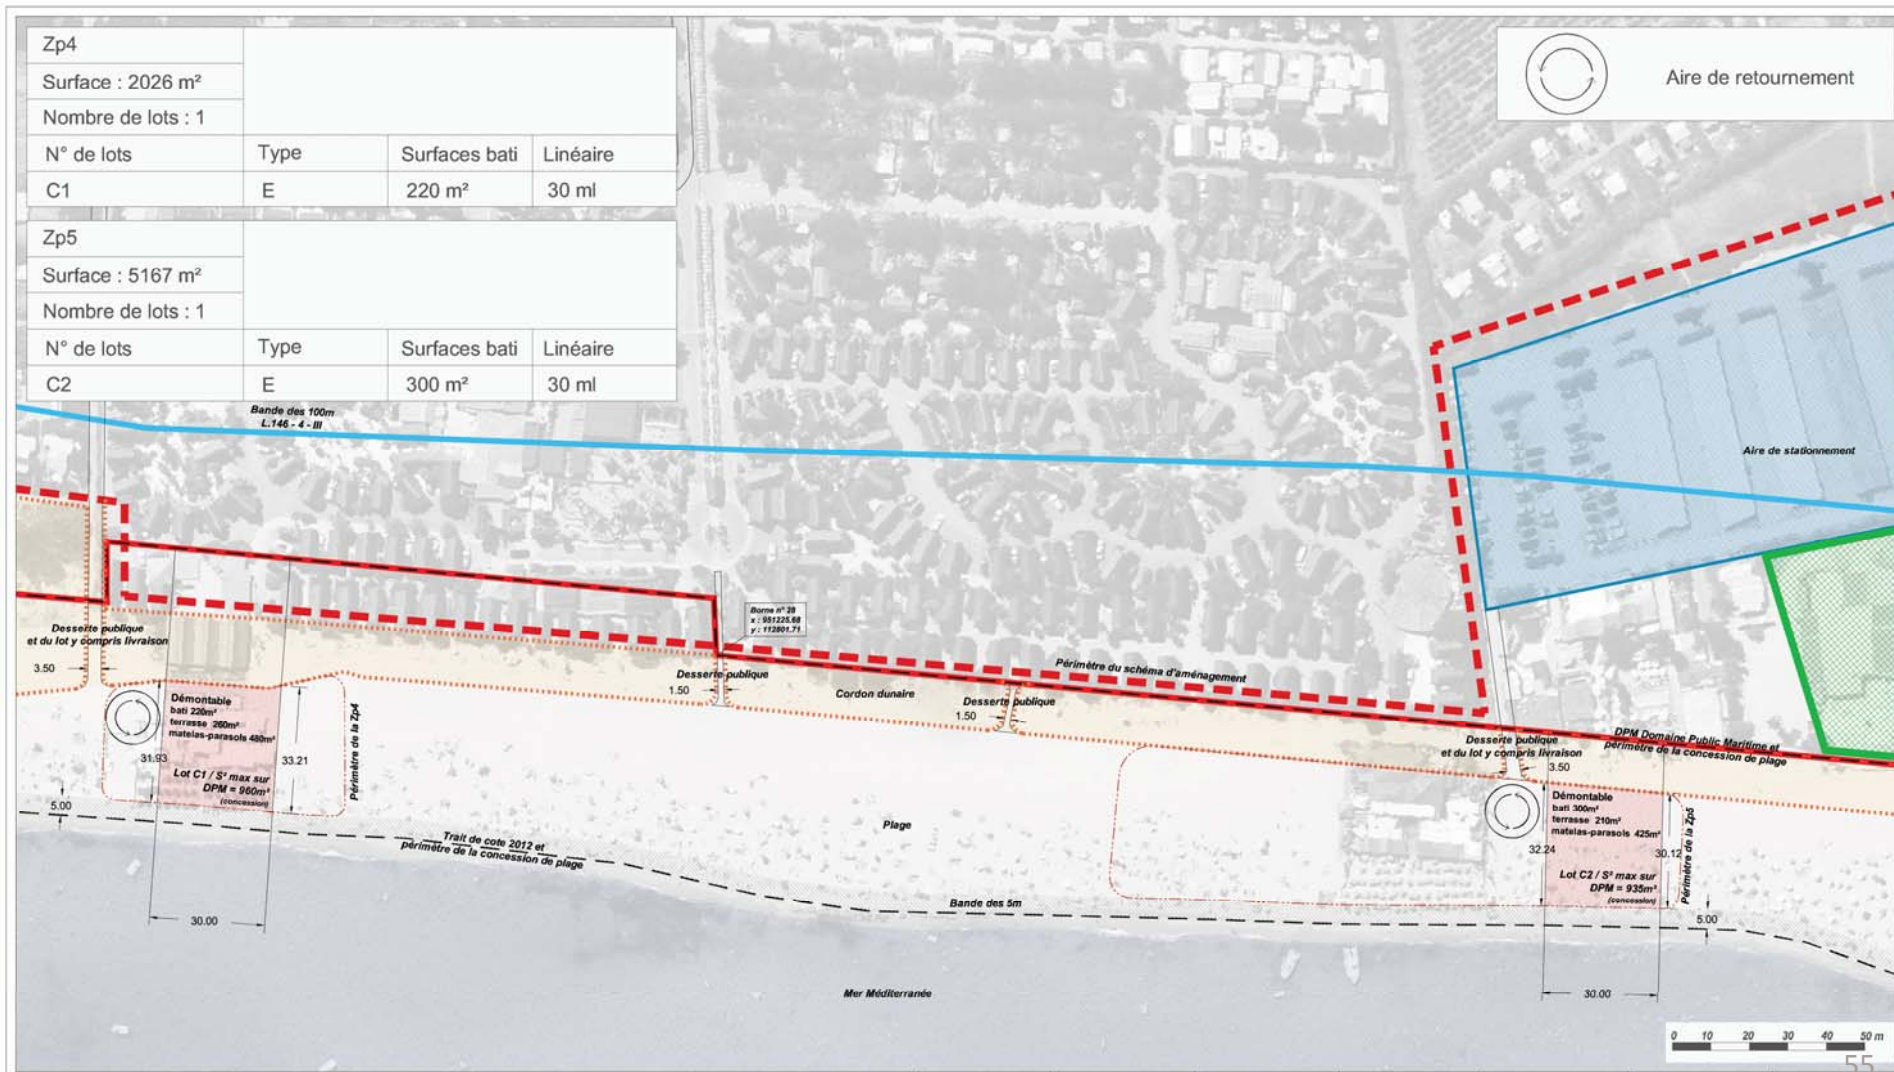 Zp4
Surface : 2026 m²
Nombre de lots : 1
N° de lots Type Surfaces bati Linéaire
C1 E 220 m² 30 ml
Zp5
Surface : 5167 m²
Nombre de lots : 1
N° de lots Type Surfaces bati Linéaire
C2 E 300 m² 30 ml
Aire de retournement
Bande des 100m
L.146 - 4 - III
Aire de stationnement
Borne n° 28
x : 951225.68
y : 112801.71
Desserte publique
et du lot y compris livraison
3.50
Desserte publique
1.50
Cordon dunaire
Périmètre du schéma d'aménagement
Desserte publique
1.50
Desserte publique
et du lot y compris livraison
3.50
DPM Domaine Public Maritime et
périmètre de la concession de plage
Démontable
bati 220m²
terrasse 260m²
matelas-parasols 480m²
31.93
33.21
Lot C1 / S² max sur
DPM = 960m²
(concession)
Périmètre de la Zp4
5.00
Trait de cote 2012 et
périmètre de la concession de plage
Plage
Bande des 5m
Démontable
bati 300m²
terrasse 210m²
matelas-parasols 425m²
32.24
30.12
Lot C2 / S² max sur
DPM = 935m²
(concession)
Périmètre de la Zp5
5.00
30.00
30.00
Mer Méditerranée
0 10 20 30 40 50 m
55